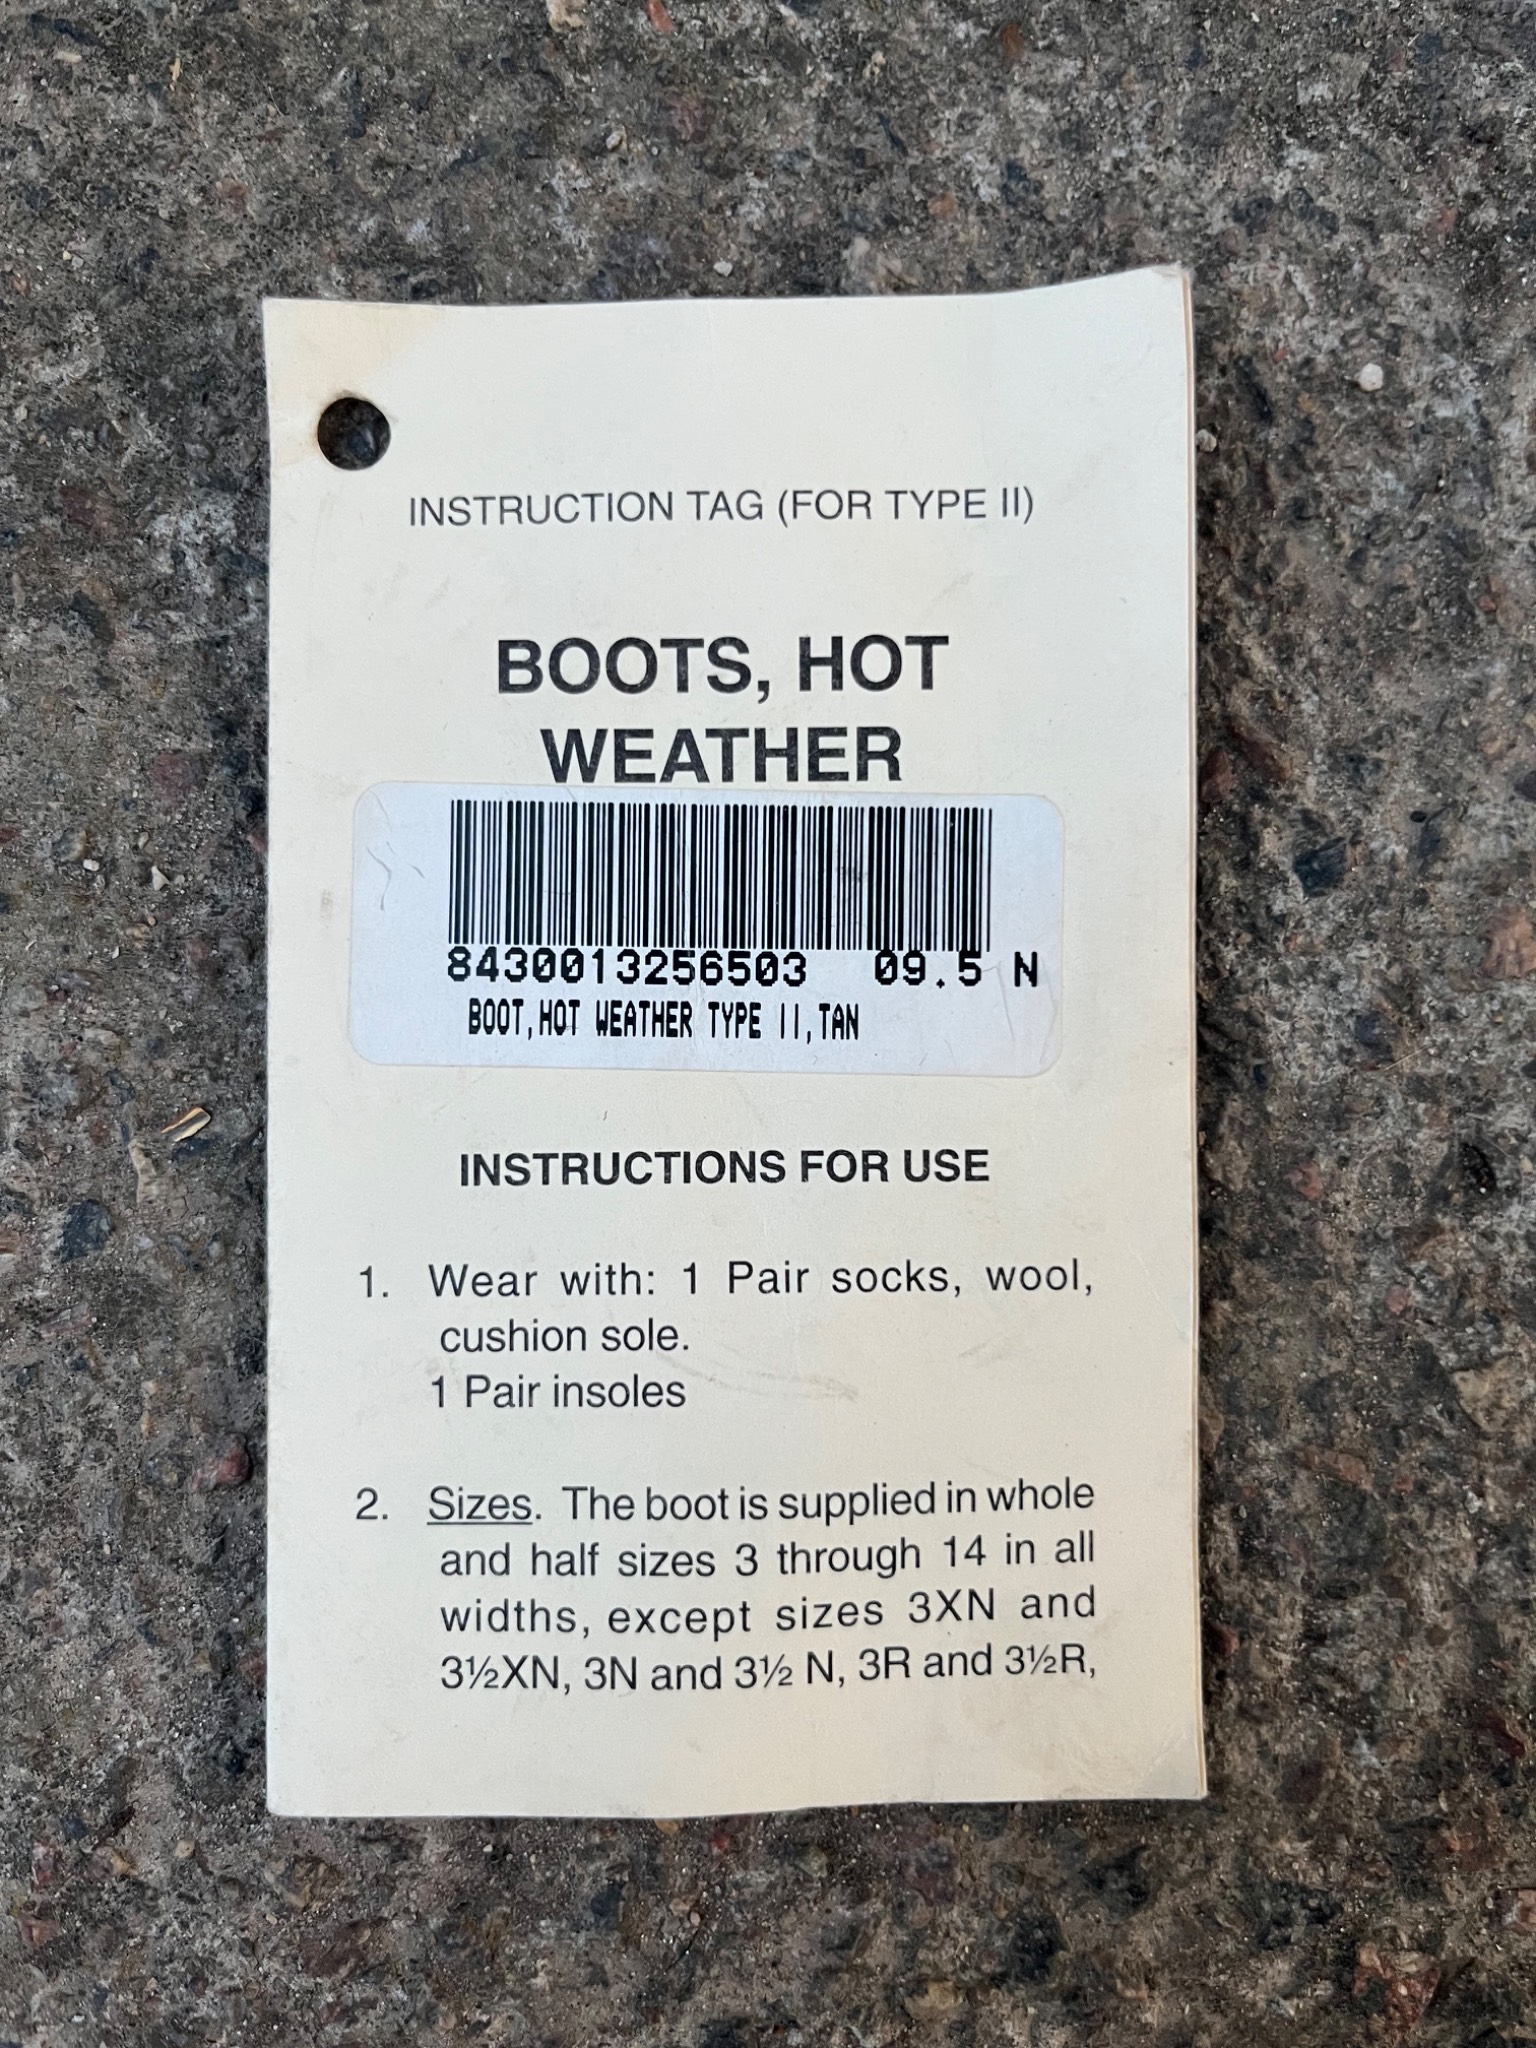 INSTRUCTION TAG (FOR TYPE II)
BOOTS, HOT
WEATHER
8430013256503 09.5 N
BOOT,HOT WEATHER TYPE II,TAN
INSTRUCTIONS FOR USE
1. Wear with: 1 Pair socks, wool,
cushion sole.
1 Pair insoles
2. Sizes. The boot is supplied in whole
and half sizes 3 through 14 in all
widths, except sizes 3XN and
3½XN, 3N and 3½ N, 3R and 3½R,